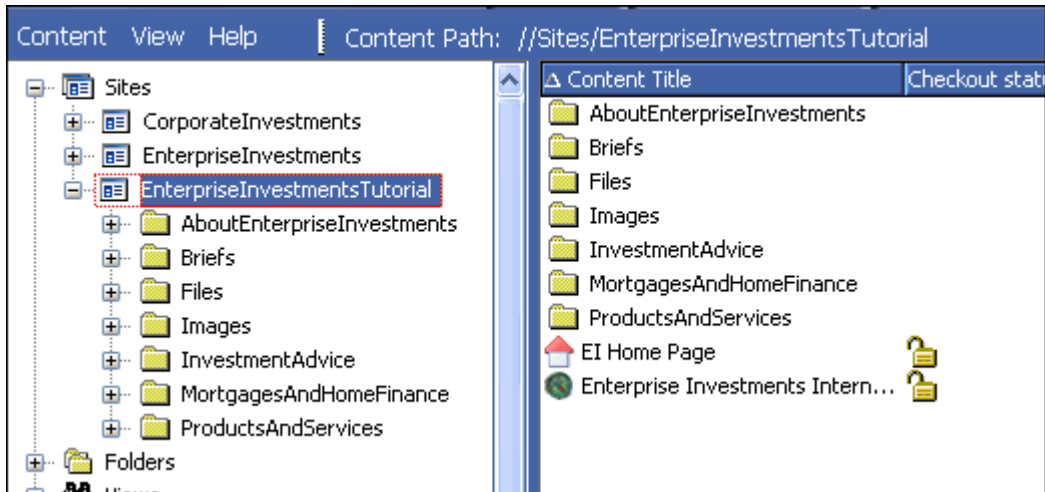 Content View Help Content Path: //Sites/EnterpriseInvestmentsTutorial
Sites
CorporateInvestments
EnterpriseInvestments
EnterpriseInvestmentsTutorial
AboutEnterpriseInvestments
Briefs
Files
Images
InvestmentAdvice
MortgagesAndHomeFinance
ProductsAndServices
Folders
Views
Content Title Checkout statu
AboutEnterpriseInvestments
Briefs
Files
Images
InvestmentAdvice
MortgagesAndHomeFinance
ProductsAndServices
EI Home Page
Enterprise Investments Intern...